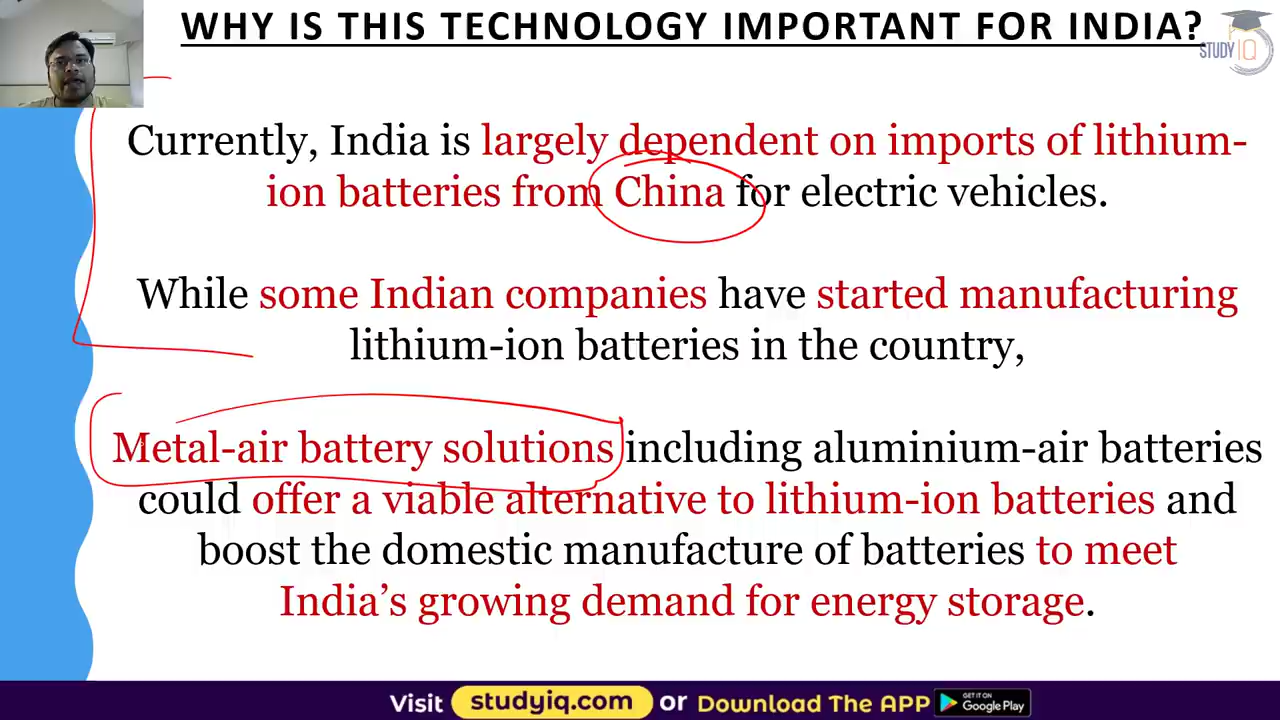 WHY IS THIS TECHNOLOGY IMPORTANT FOR INDIA?
STUDY IQ
Currently, India is largely dependent on imports of lithium-
ion batteries from China for electric vehicles.
While some Indian companies have started manufacturing
lithium-ion batteries in the country,
Metal-air battery solutions including aluminium-air batteries
could offer a viable alternative to lithium-ion batteries and
boost the domestic manufacture of batteries to meet
India’s growing demand for energy storage.
Visit studyiq.com or Download The APP GET IT ON Google Play